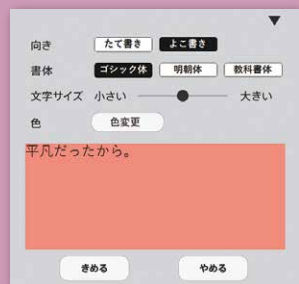 向き たて書き よこ書き
書体 ゴシック体 明朝体 教科書体
文字サイズ 小さい 大きい
色 色変更
平凡だったから。
きめる やめる